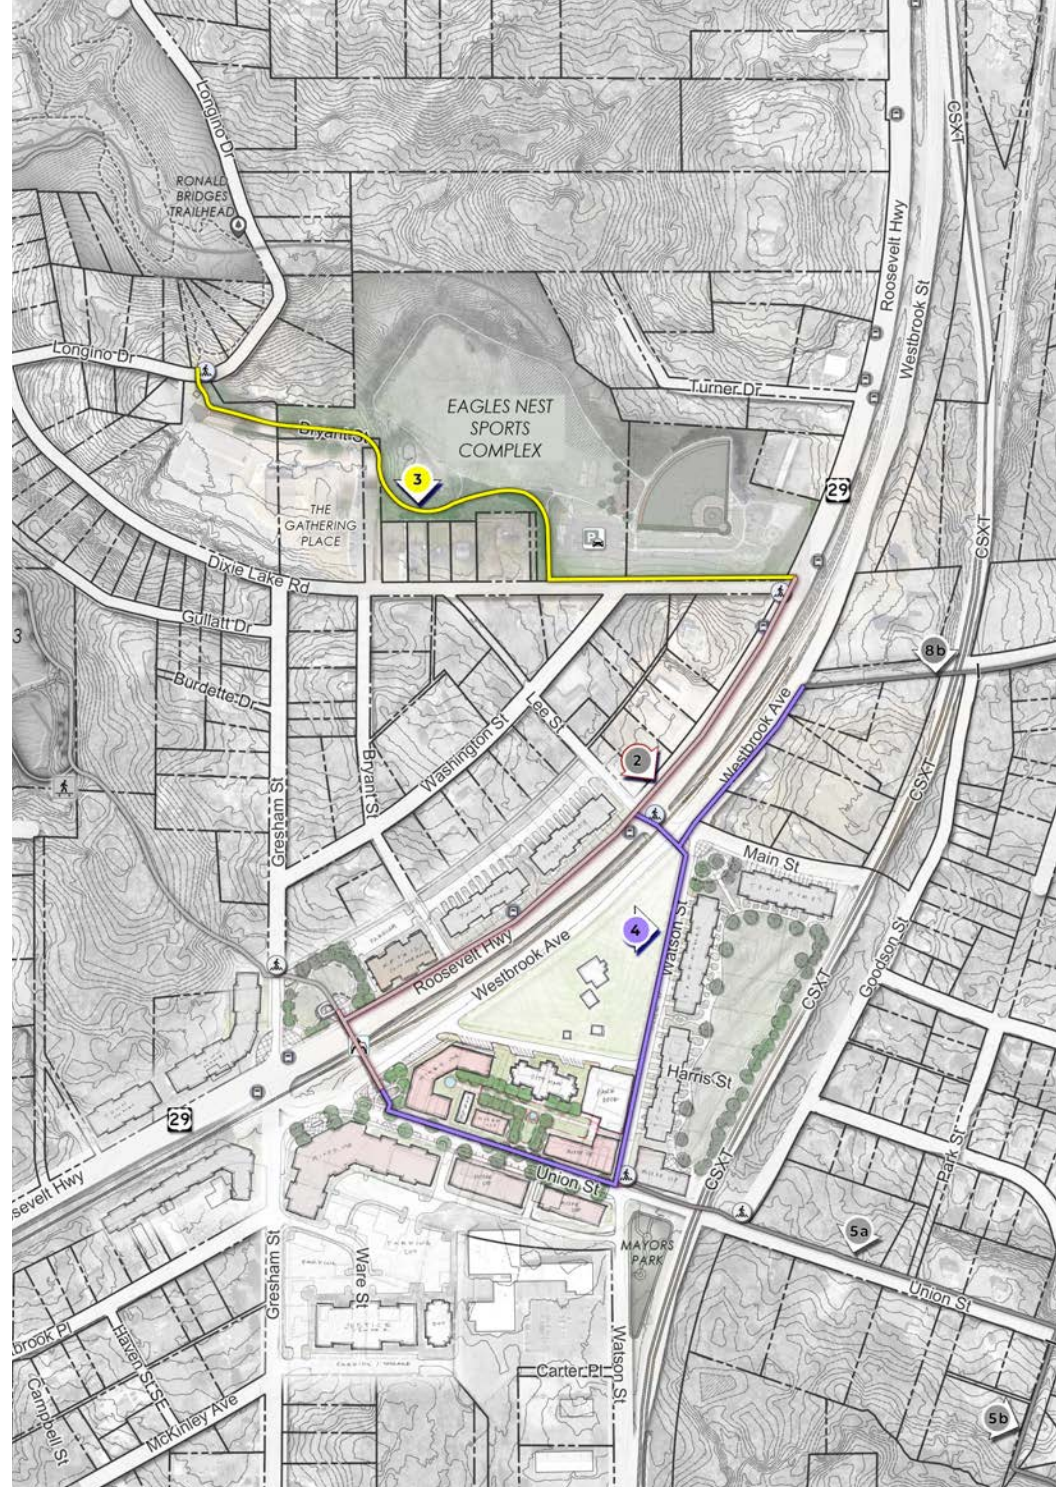 Longino Dr
CSXT
RONALD
BRIDGES
TRAILHEAD
Roosevelt Hwy
Westbrook St
Longino Dr
Turner Dr
EAGLES NEST
SPORTS
COMPLEX
Bryant St
3
29
THE
GATHERING
PLACE
P
CSXT
Dixie Lake Rd
Gullatt Dr
3
8b
Burdette Dr
Lee St
Westbrook Ave
Washington St
2
Bryant St
CSXT
Gresham St
Main St
4
Watson St
Roosevelt Hwy
Westbrook Ave
Goodson St
CSXT
Harris St
29
CSXT
Park St
sevelt Hwy
Union St
MAYORS
PARK
5a
Gresham St
Ware St
Union St
brook Pl
Haven St SE
Watson St
Carter Pl
Campbell St
McKinley Ave
5b